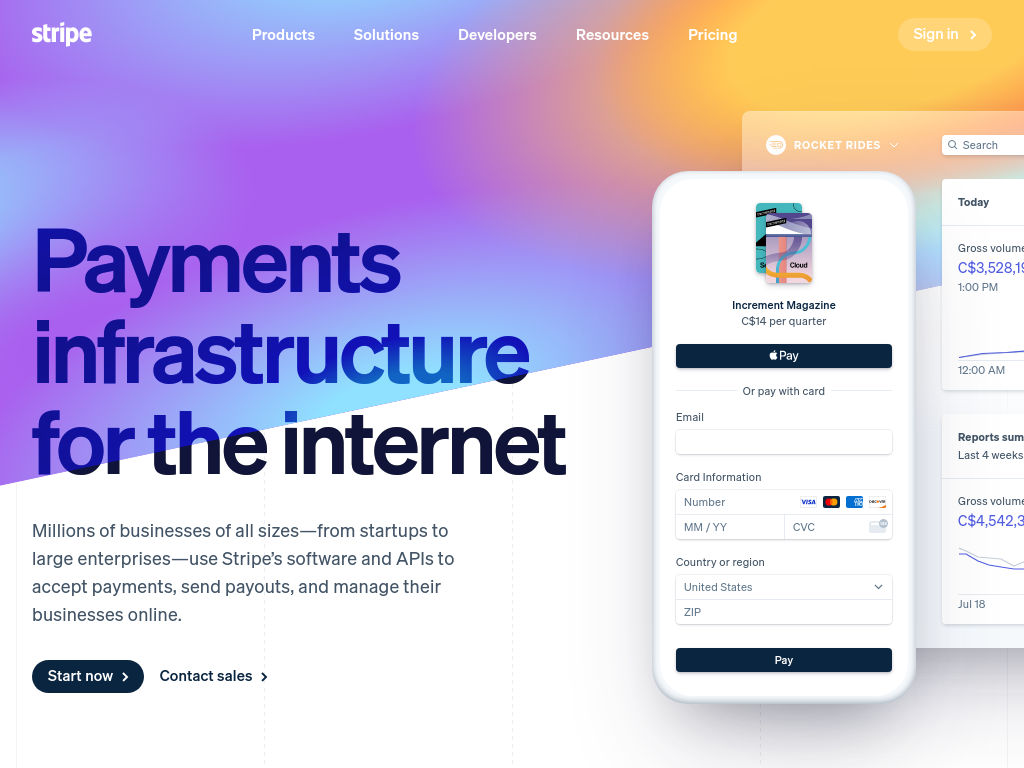 stripe
Products
Solutions
Developers
Resources
Pricing
Sign in
ROCKET RIDES
Search
Today
Gross volume
C$3,528,19
1:00 PM
12:00 AM
Reports sum
Last 4 weeks
Gross volume
C$4,542,3
Jul 18
Cloud
Increment Magazine
C$14 per quarter
Pay
Or pay with card
Email
Card Information
Number
VISA
MM / YY
CVC
Country or region
United States
ZIP
Pay
Payments
infrastructure
for the internet
Millions of businesses of all sizes—from startups to
large enterprises—use Stripe’s software and APIs to
accept payments, send payouts, and manage their
businesses online.
Start now
Contact sales